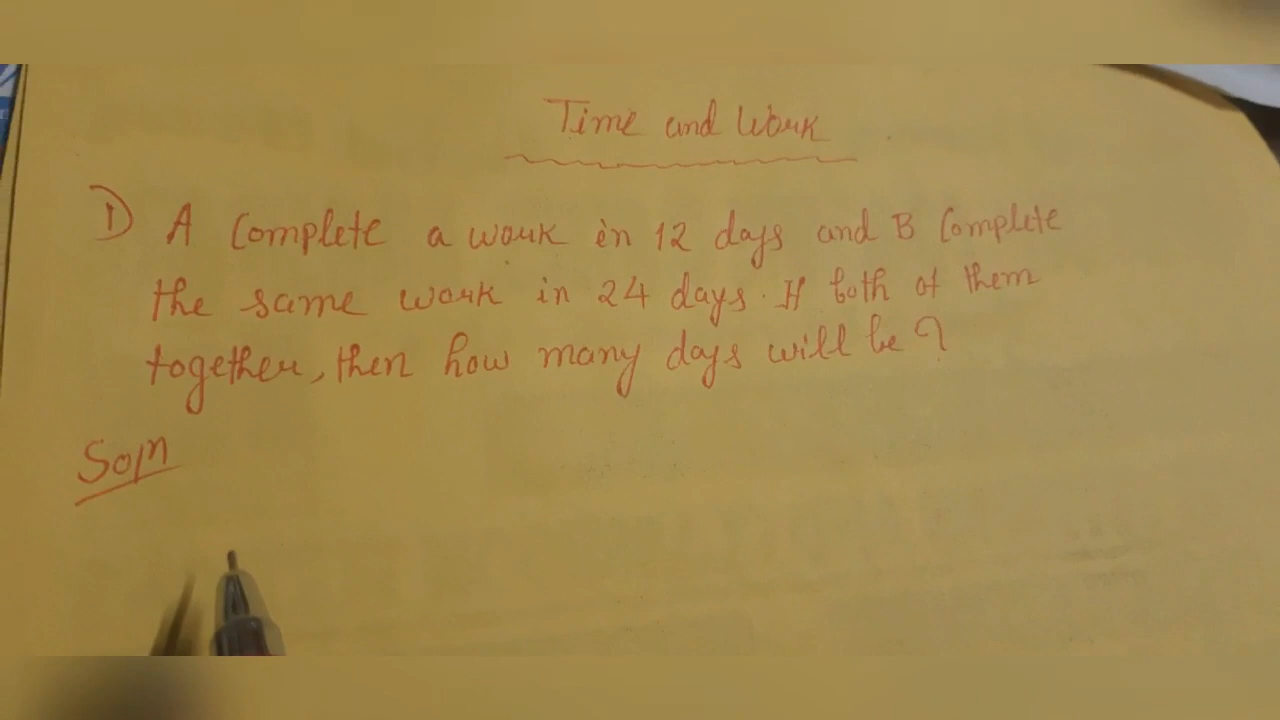 Time and Work
1) A Complete a work in 12 days and B Complete
the same work in 24 days. If both of them
together, then how many days will be ?
Soln